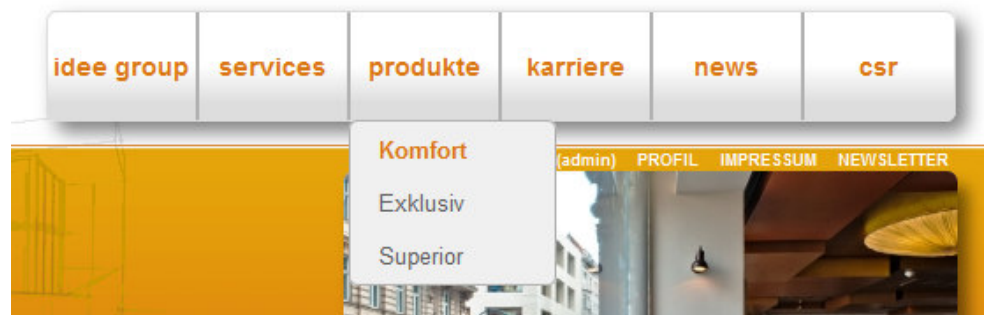 idee group services produkte karriere news csr
Komfort
(admin) PROFIL IMPRESSUM NEWSLETTER
Exklusiv
Superior